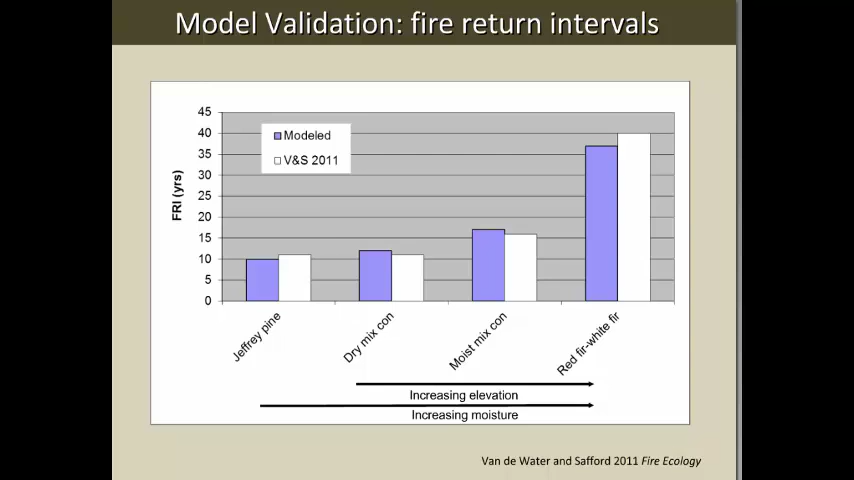 Model Validation: fire return intervals
45
40
35
30
25
20
15
10
5
0
FRI (yrs)
Modeled
V&S 2011
Jeffrey pine
Dry mix con
Moist mix con
Red fir-white fir
Increasing elevation
Increasing moisture
Van de Water and Safford 2011 Fire Ecology